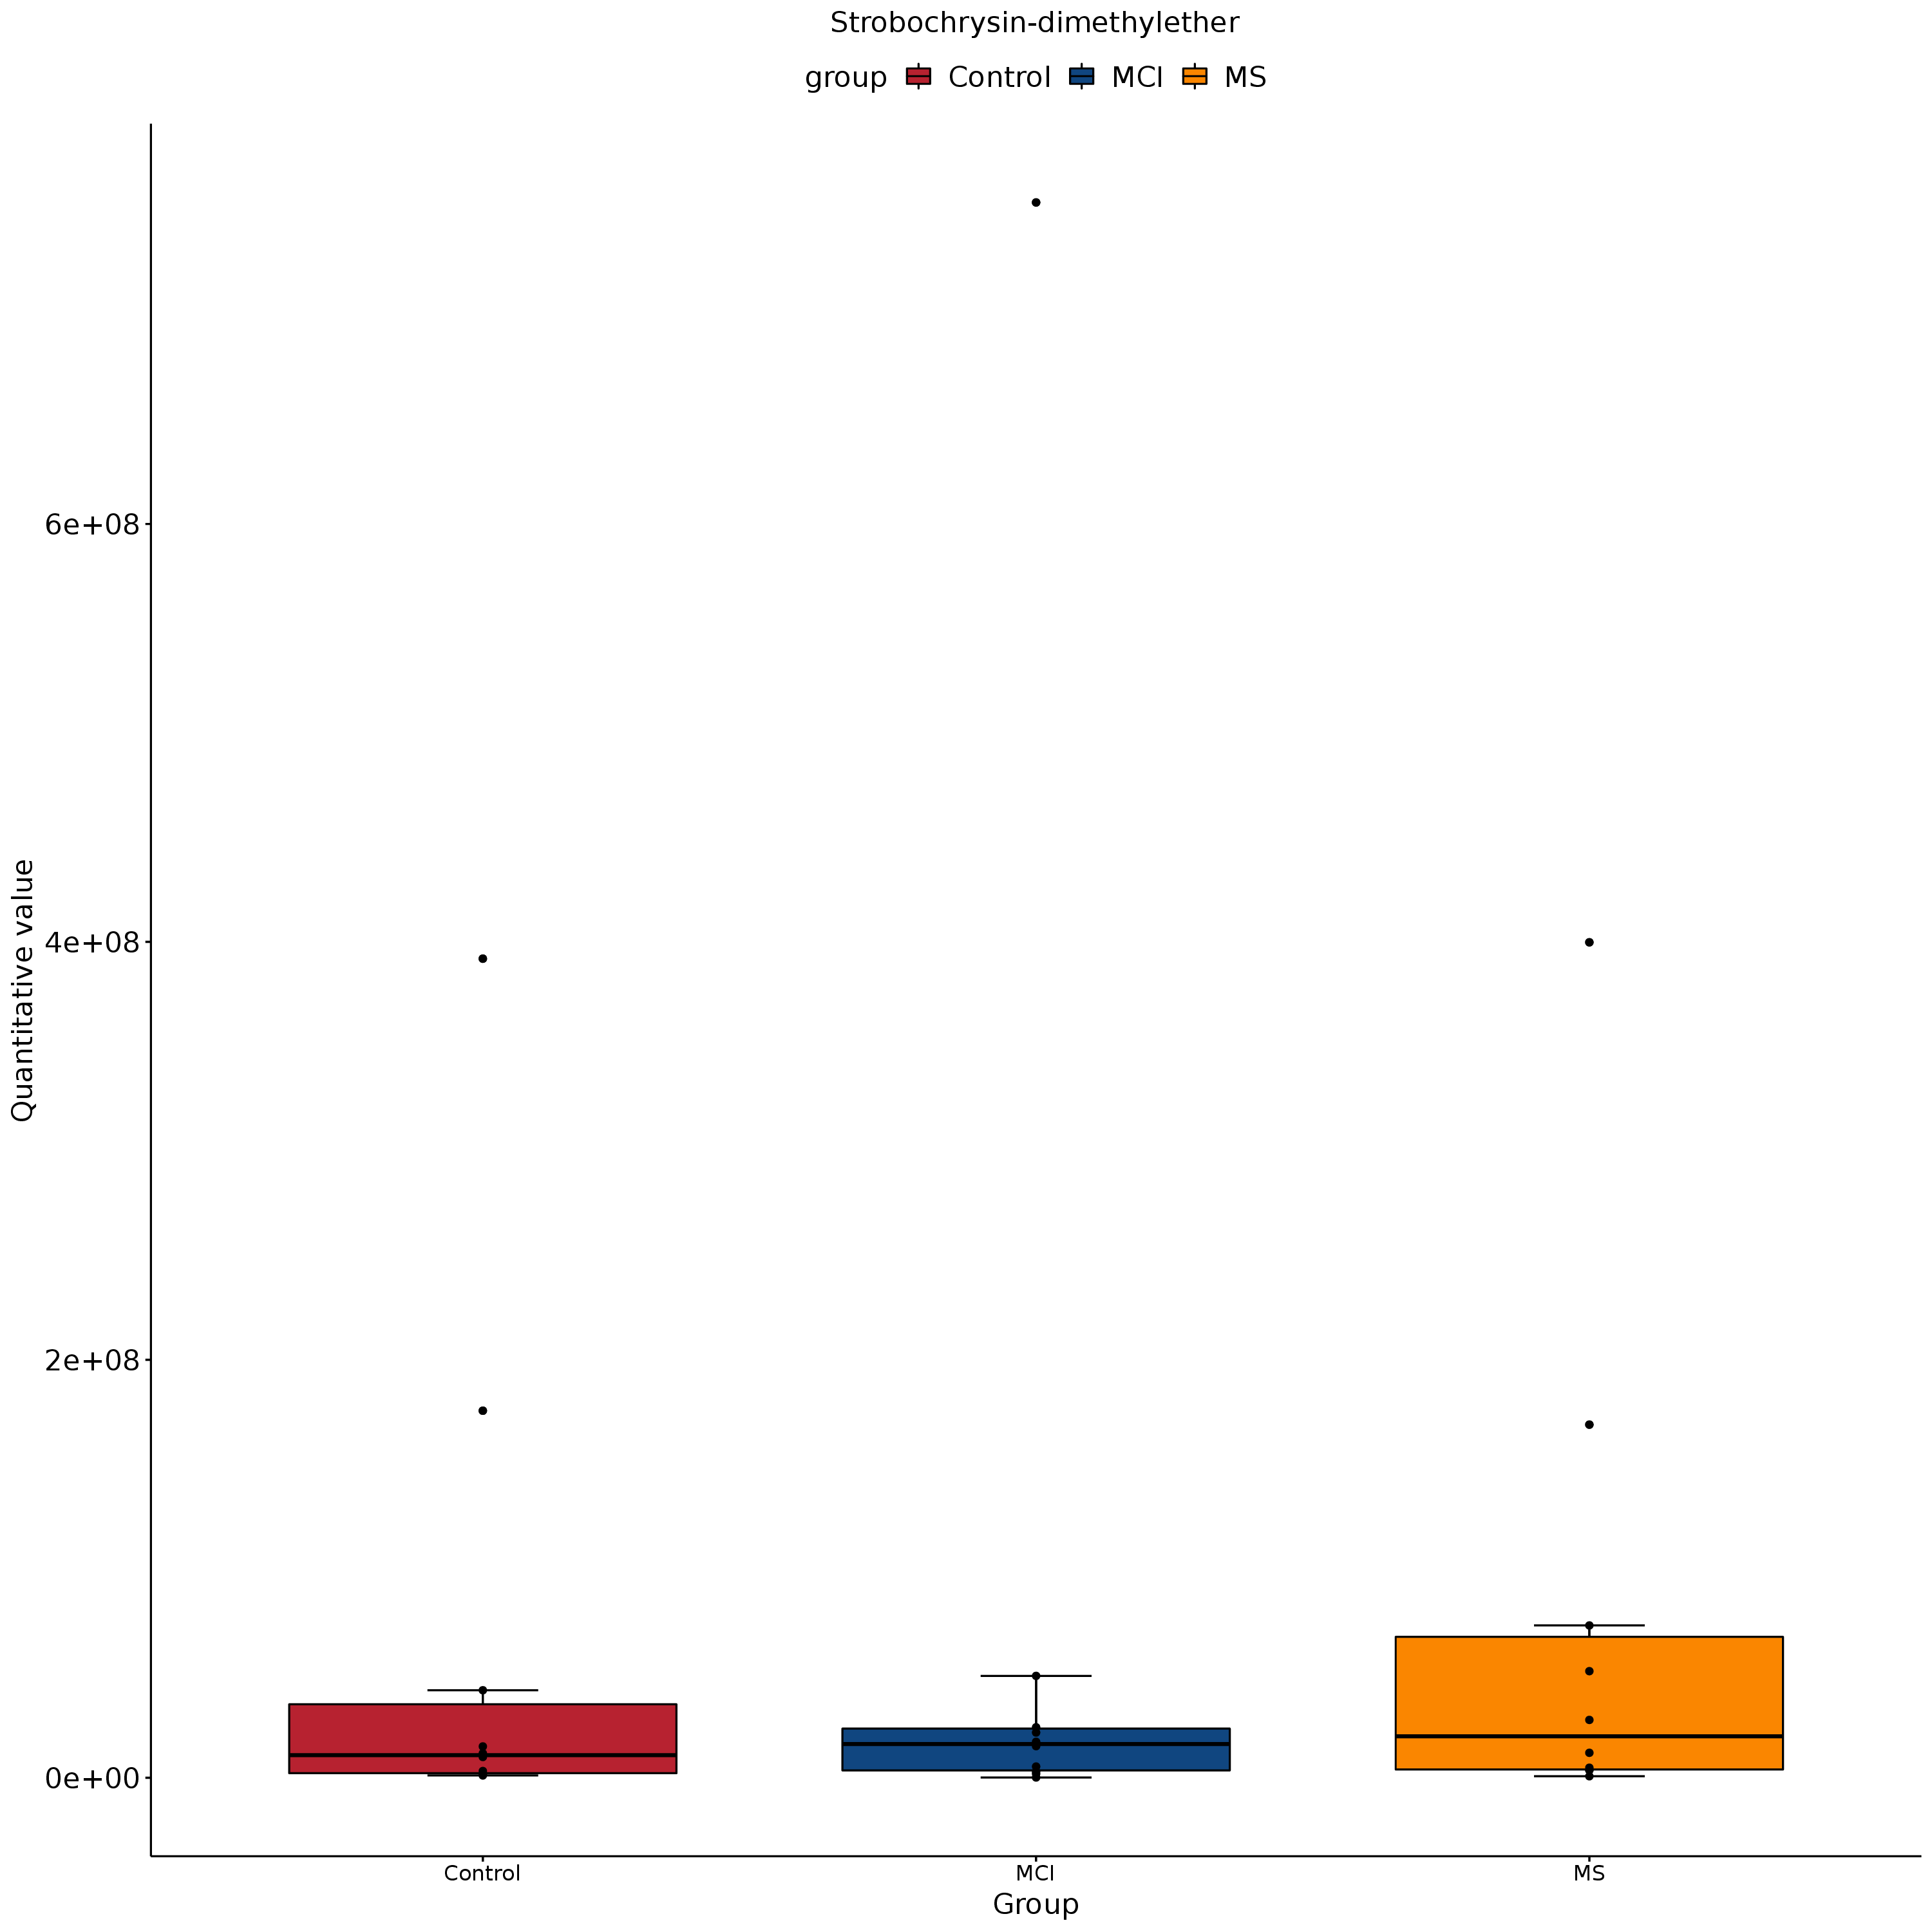 Strobochrysin-dimethylether
group Control MCI MS
Quantitative value
6e+08
4e+08
2e+08
0e+00
Control MCI MS
Group